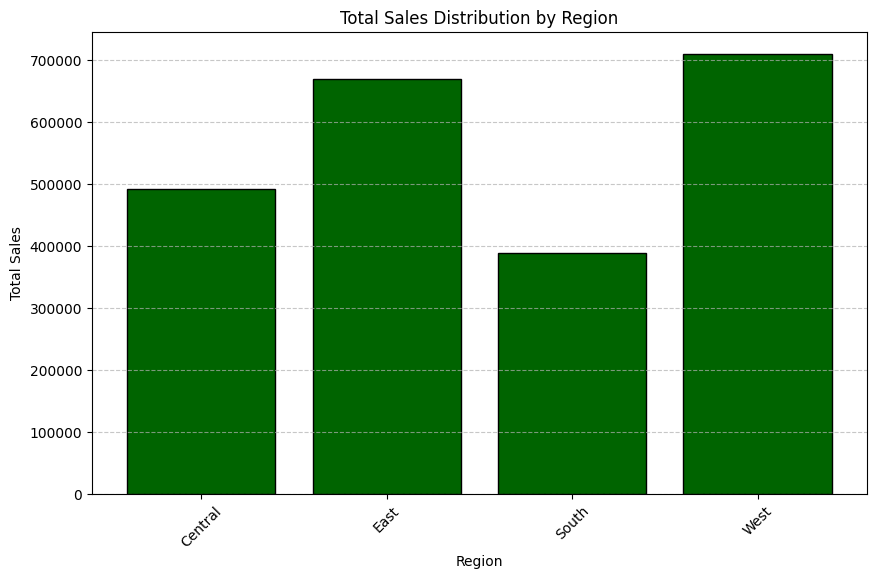 Total Sales Distribution by Region
Total Sales
700000
600000
500000
400000
300000
200000
100000
0
Central
East
South
West
Region